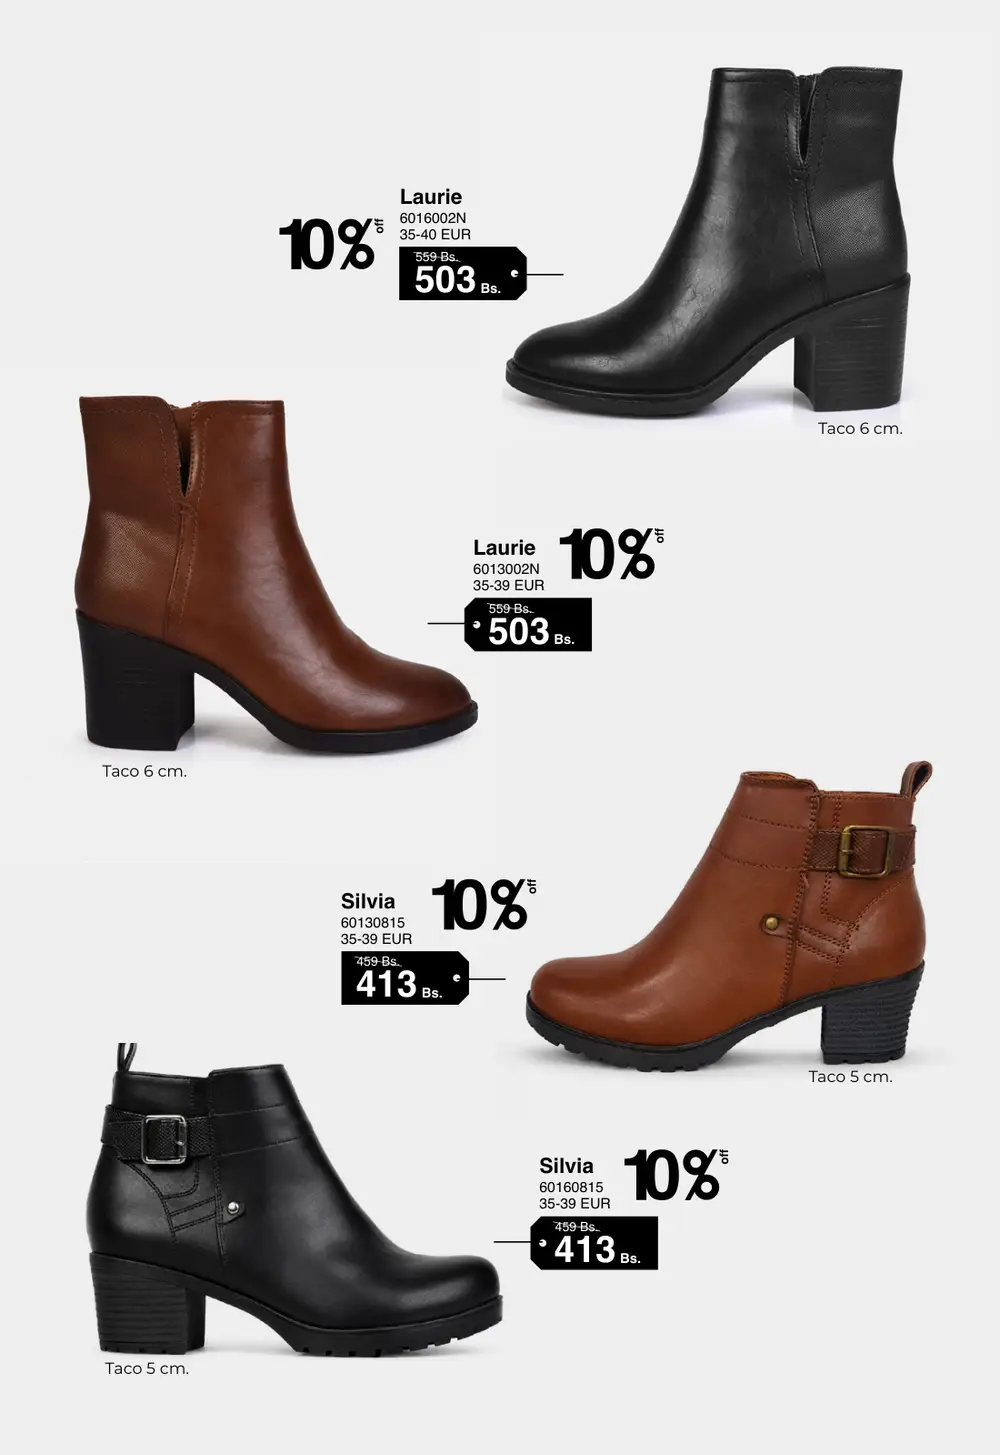 Laurie
6016002N
35-40 EUR
10% off
559 Bs.
503 Bs.
Taco 6 cm.
Laurie
6013002N
35-39 EUR
10% off
559 Bs.
503 Bs.
Taco 6 cm.
Silvia
60130815
35-39 EUR
10% off
459 Bs.
413 Bs.
Taco 5 cm.
Silvia
60160815
35-39 EUR
10% off
459 Bs.
413 Bs.
Taco 5 cm.